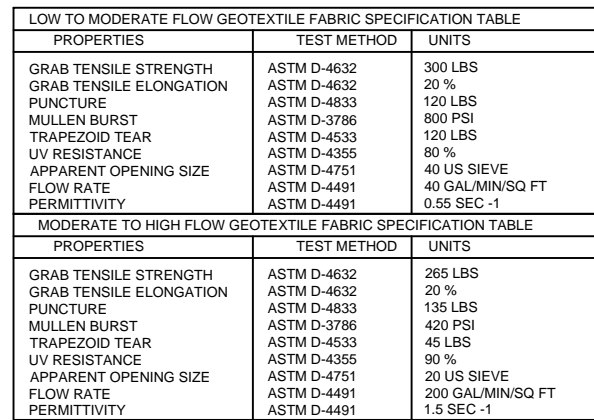 LOW TO MODERATE FLOW GEOTEXTILE FABRIC SPECIFICATION TABLE
PROPERTIES TEST METHOD UNITS
GRAB TENSILE STRENGTH ASTM D-4632 300 LBS
GRAB TENSILE ELONGATION ASTM D-4632 20 %
PUNCTURE ASTM D-4833 120 LBS
MULLEN BURST ASTM D-3786 800 PSI
TRAPEZOID TEAR ASTM D-4533 120 LBS
UV RESISTANCE ASTM D-4355 80 %
APPARENT OPENING SIZE ASTM D-4751 40 US SIEVE
FLOW RATE ASTM D-4491 40 GAL/MIN/SQ FT
PERMITTIVITY ASTM D-4491 0.55 SEC -1
MODERATE TO HIGH FLOW GEOTEXTILE FABRIC SPECIFICATION TABLE
PROPERTIES TEST METHOD UNITS
GRAB TENSILE STRENGTH ASTM D-4632 265 LBS
GRAB TENSILE ELONGATION ASTM D-4632 20 %
PUNCTURE ASTM D-4833 135 LBS
MULLEN BURST ASTM D-3786 420 PSI
TRAPEZOID TEAR ASTM D-4533 45 LBS
UV RESISTANCE ASTM D-4355 90 %
APPARENT OPENING SIZE ASTM D-4751 20 US SIEVE
FLOW RATE ASTM D-4491 200 GAL/MIN/SQ FT
PERMITTIVITY ASTM D-4491 1.5 SEC -1